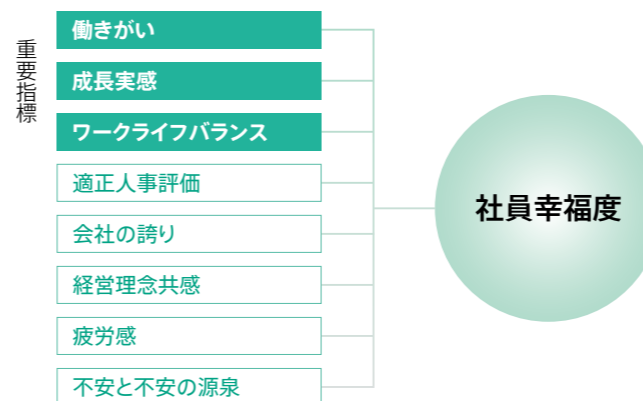 重要指標
働きがい
成長実感
ワークライフバランス
適正人事評価
会社の誇り
経営理念共感
疲労感
不安と不安の源泉
社員幸福度